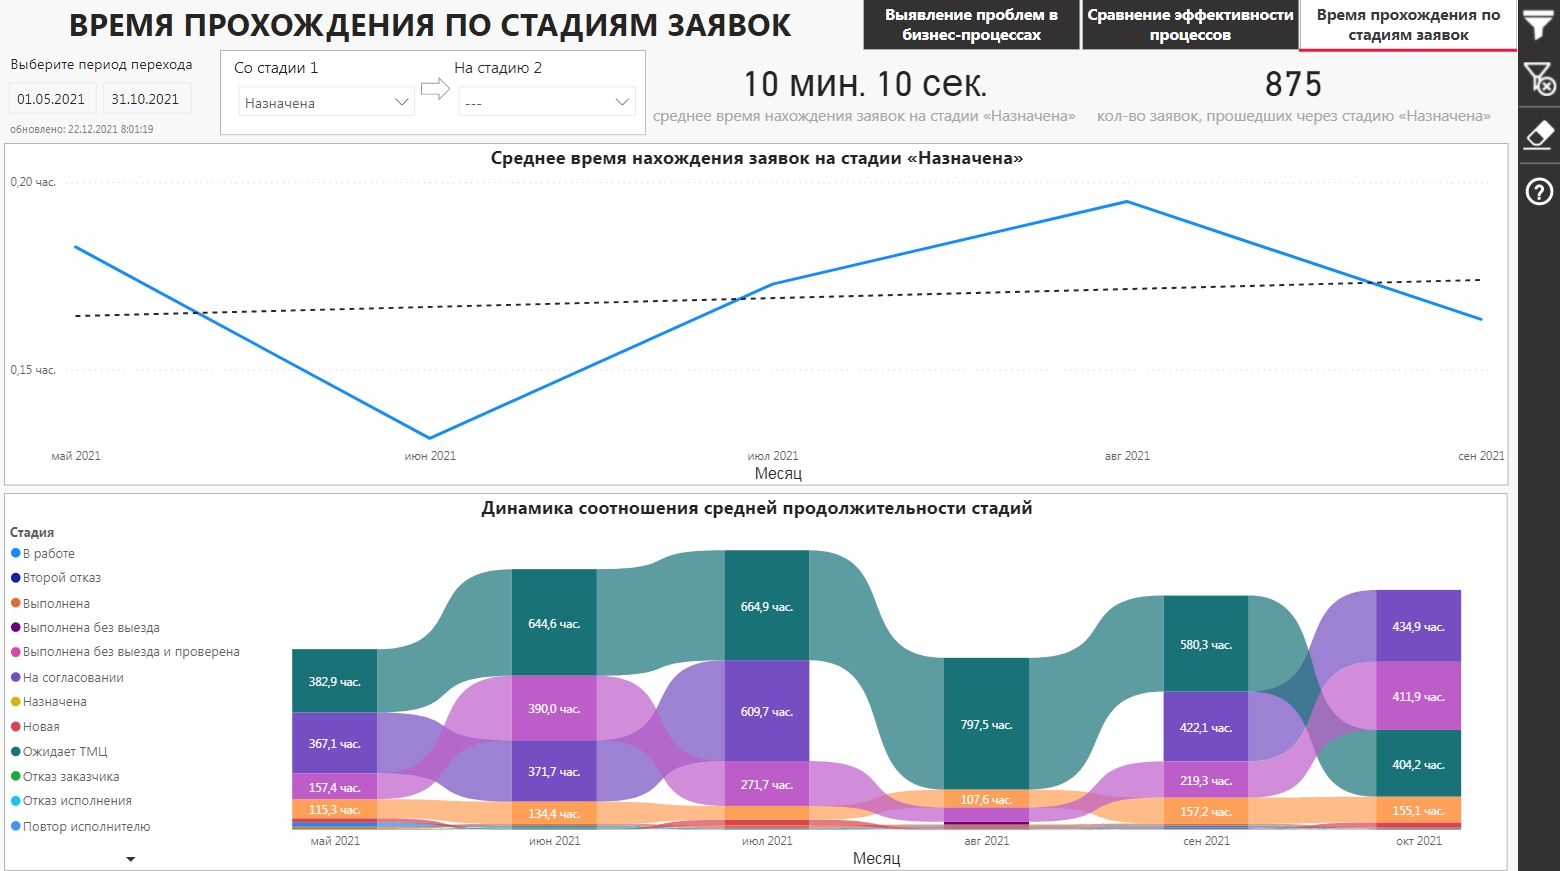 ВРЕМЯ ПРОХОЖДЕНИЯ ПО СТАДИЯМ ЗАЯВОК
Выявление проблем в
бизнес-процессах
Сравнение эффективности
процессов
Время прохождения по
стадиям заявок
Выберите период перехода
01.05.2021
31.10.2021
обновлено: 22.12.2021 8:01:19
Со стадии 1
Назначена
На стадию 2
---
10 мин. 10 сек.
среднее время нахождения заявок на стадии «Назначена»
875
кол-во заявок, прошедших через стадию «Назначена»
Среднее время нахождения заявок на стадии «Назначена»
0,20 час.
0,15 час.
май 2021
июн 2021
июл 2021
авг 2021
сен 2021
Месяц
Динамика соотношения средней продолжительности стадий
Стадия
В работе
Второй отказ
Выполнена
Выполнена без выезда
Выполнена без выезда и проверена
На согласовании
Назначена
Новая
Ожидает ТМЦ
Отказ заказчика
Отказ исполнения
Повтор исполнителю
382,9 час.
367,1 час.
157,4 час.
115,3 час.
644,6 час.
390,0 час.
371,7 час.
134,4 час.
664,9 час.
609,7 час.
271,7 час.
797,5 час.
107,6 час.
580,3 час.
422,1 час.
219,3 час.
157,2 час.
434,9 час.
411,9 час.
404,2 час.
155,1 час.
май 2021
июн 2021
июл 2021
авг 2021
сен 2021
окт 2021
Месяц